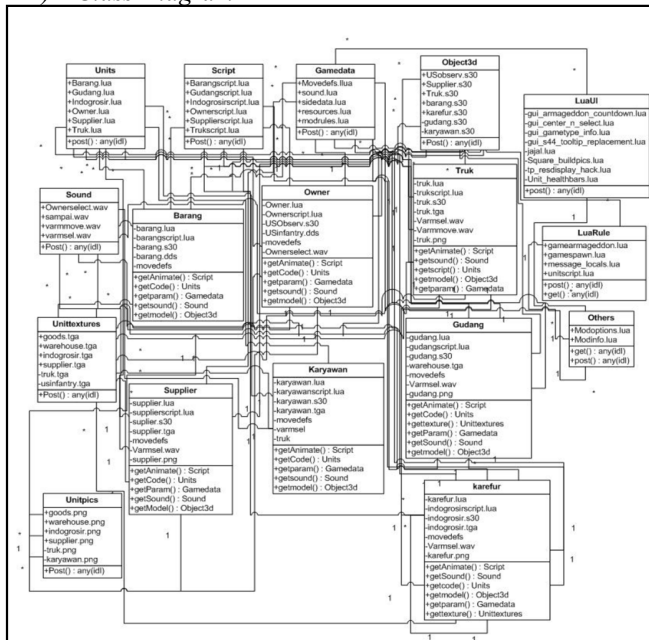 Units
+Barang.lua
+Gudang.lua
+Indogrosir.lua
+Owner.lua
+Supplier.lua
+Truk.lua
+post() : any(idl)
Script
+Barangscript.lua
+Gudangscript.lua
+Indogrosirscript.lua
+Ownerscript.lua
+Supplierscript.lua
+Trukscript.lua
+Post() : any(idl)
Gamedata
+Movedefs.llua
+sound.lua
+sidedata.lua
+resources.lua
+modrules.lua
+post() : any(idl)
Object3d
+USobserv.s30
+Supplier.s30
+Truk.s30
+barang.s30
+karefur.s30
+gudang.s30
+karyawan.s30
+Post() : any(idl)
LuaUI
-gui_armageddon_countdown.lua
-gui_center_n_select.lua
-gui_gametype_info.lua
-gui_s44_tooltip_replacement.lua
-jajal.lua
-Square_buildpics.lua
-tp_resdisplay_hack.lua
-Unit_healthbars.lua
+post() : any(idl)
Sound
+Ownerselect.wav
+sampai.wav
+varmmove.wav
+varmsel.wav
+Post() : any(idl)
Barang
-barang.lua
-barangscript.lua
-barang.s30
-barang.dds
-movedefs
+getAnimate() : Script
+getCode() : Units
+getparam() : Gamedata
+getsound() : Sound
+getmodel() : Object3d
Owner
-Owner.lua
-Ownerscript.lua
-USObserv.s30
-USinfantry.dds
-movedefs
-Ownerselect.wav
+getAnimate() : Script
+getCode() : Units
+getparam() : Gamedata
+getsound() : Sound
+getmodel() : Object3d
Truk
-truk.lua
-trukscript.lua
-truk.s30
-truk.tga
-Varmsel.wav
-Varmmove.wav
-truk.png
+getAnimate() : Script
+getsound() : Sound
+getscript() : Units
+getmodel() : Object3d
+getparam() : Gamedata
LuaRule
+gamearmageddon.lua
+gamespawn.lua
+message_locals.lua
+unitscript.lua
+post() : any(idl)
+get() : any(idl)
Others
+Modoptions.lua
+Modinfo.lua
+get() : any(idl)
+post() : any(idl)
Unittextures
+goods.tga
+warehouse.tga
+indogrosir.tga
+supplier.tga
-truk.tga
-usinfantry.tga
+Post() : any(idl)
Supplier
-supplier.lua
-supplierscript.lua
-suplier.s30
-supplier.tga
-movedefs
-Varmsel.wav
-supplier.png
+getAnimate() : Script
+getCode() : Units
+getParam() : Gamedata
+getSound() : Sound
+getModel() : Object3d
Karyawan
-karyawan.lua
-karyawanscript.lua
-karyawan.s30
-karyawan.tga
-movedefs
-varmsel
-truk
+getAnimate() : Script
+getCode() : Units
+getparam() : Gamedata
+getsound() : Sound
+getmodel() : Object3d
Gudang
-gudang.lua
-gudangscript.lua
-gudang.s30
-warehouse.tga
-movedefs
-Varmsel.wav
-gudang.png
+getAnimate() : Script
+getCode() : Units
+gettexture() : Unittextures
+getParam() : Gamedata
+getSound() : Sound
+getmodel() : Object3d
Unitpics
+goods.png
+warehouse.png
+indogrosir.png
+supplier.png
-truk.png
-karyawan.png
+Post() : any(idl)
karefur
-karefur.lua
-indogrosirscript.lua
-indogrosir.s30
-indogrosir.tga
-movedefs
-Varmsel.wav
-karefur.png
+getAnimate() : Script
+getSound() : Sound
+getcode() : Units
+getmodel() : Object3d
+getparam() : Gamedata
+gettexture() : Unittextures